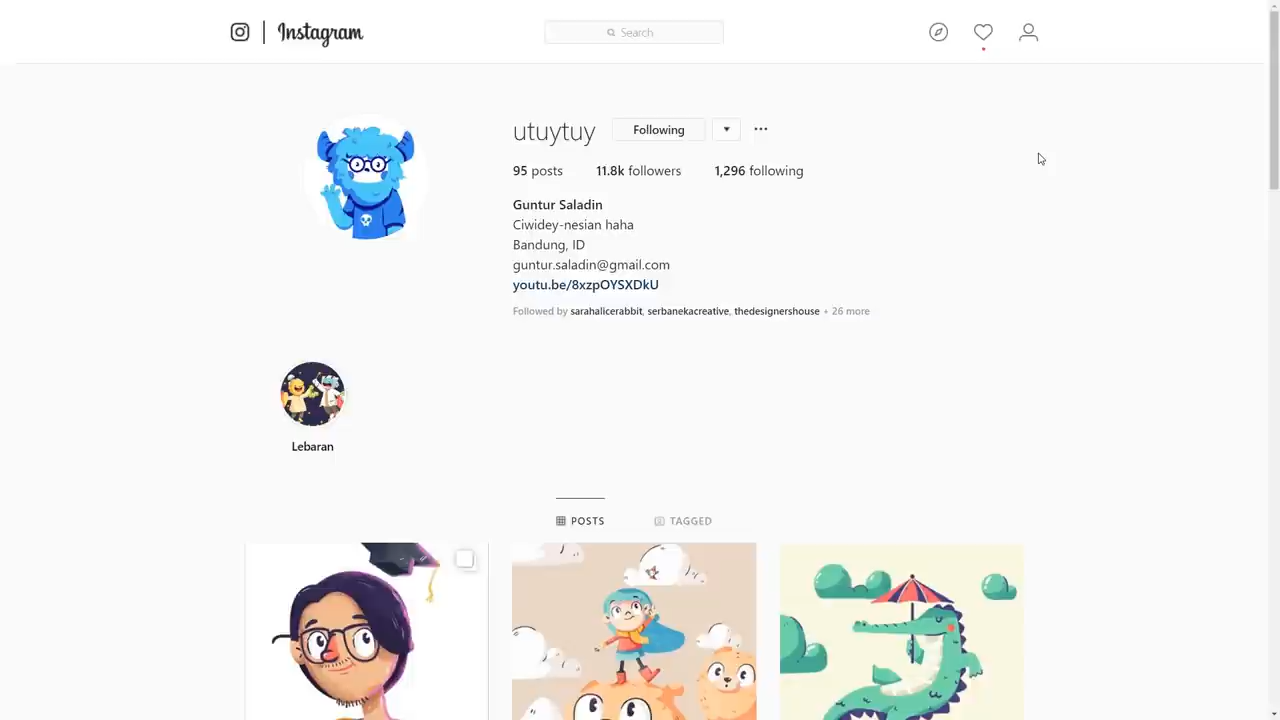 Instagram
Search
utuytuy
Following
95 posts 11.8k followers 1,296 following
Guntur Saladin
Ciwidey-nesian haha
Bandung, ID
guntur.saladin@gmail.com
youtu.be/8xzpOYSXDkU
Followed by sarahalicerabbit, serbanekacreative, thedesignershouse • 26 more
Lebaran
POSTS
TAGGED